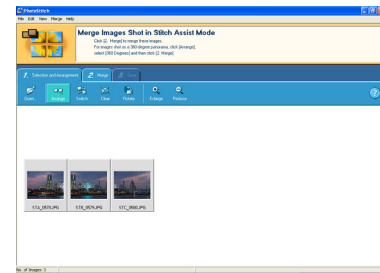 PhotoStitch
File Edit View Merge Help
Merge Images Shot in Stitch Assist Mode
Click [2. Merge] to merge these images.
For images shot as a 360-degree panorama, click [Arrange],
select [360 Degrees] and then click [2. Merge].
1. Selection and Arrangement 2. Merge 3. Save
Open Arrange Switch Clear Rotate Enlarge Reduce
STA_0578.JPG STB_0579.JPG STC_0580.JPG
No. of Images: 3